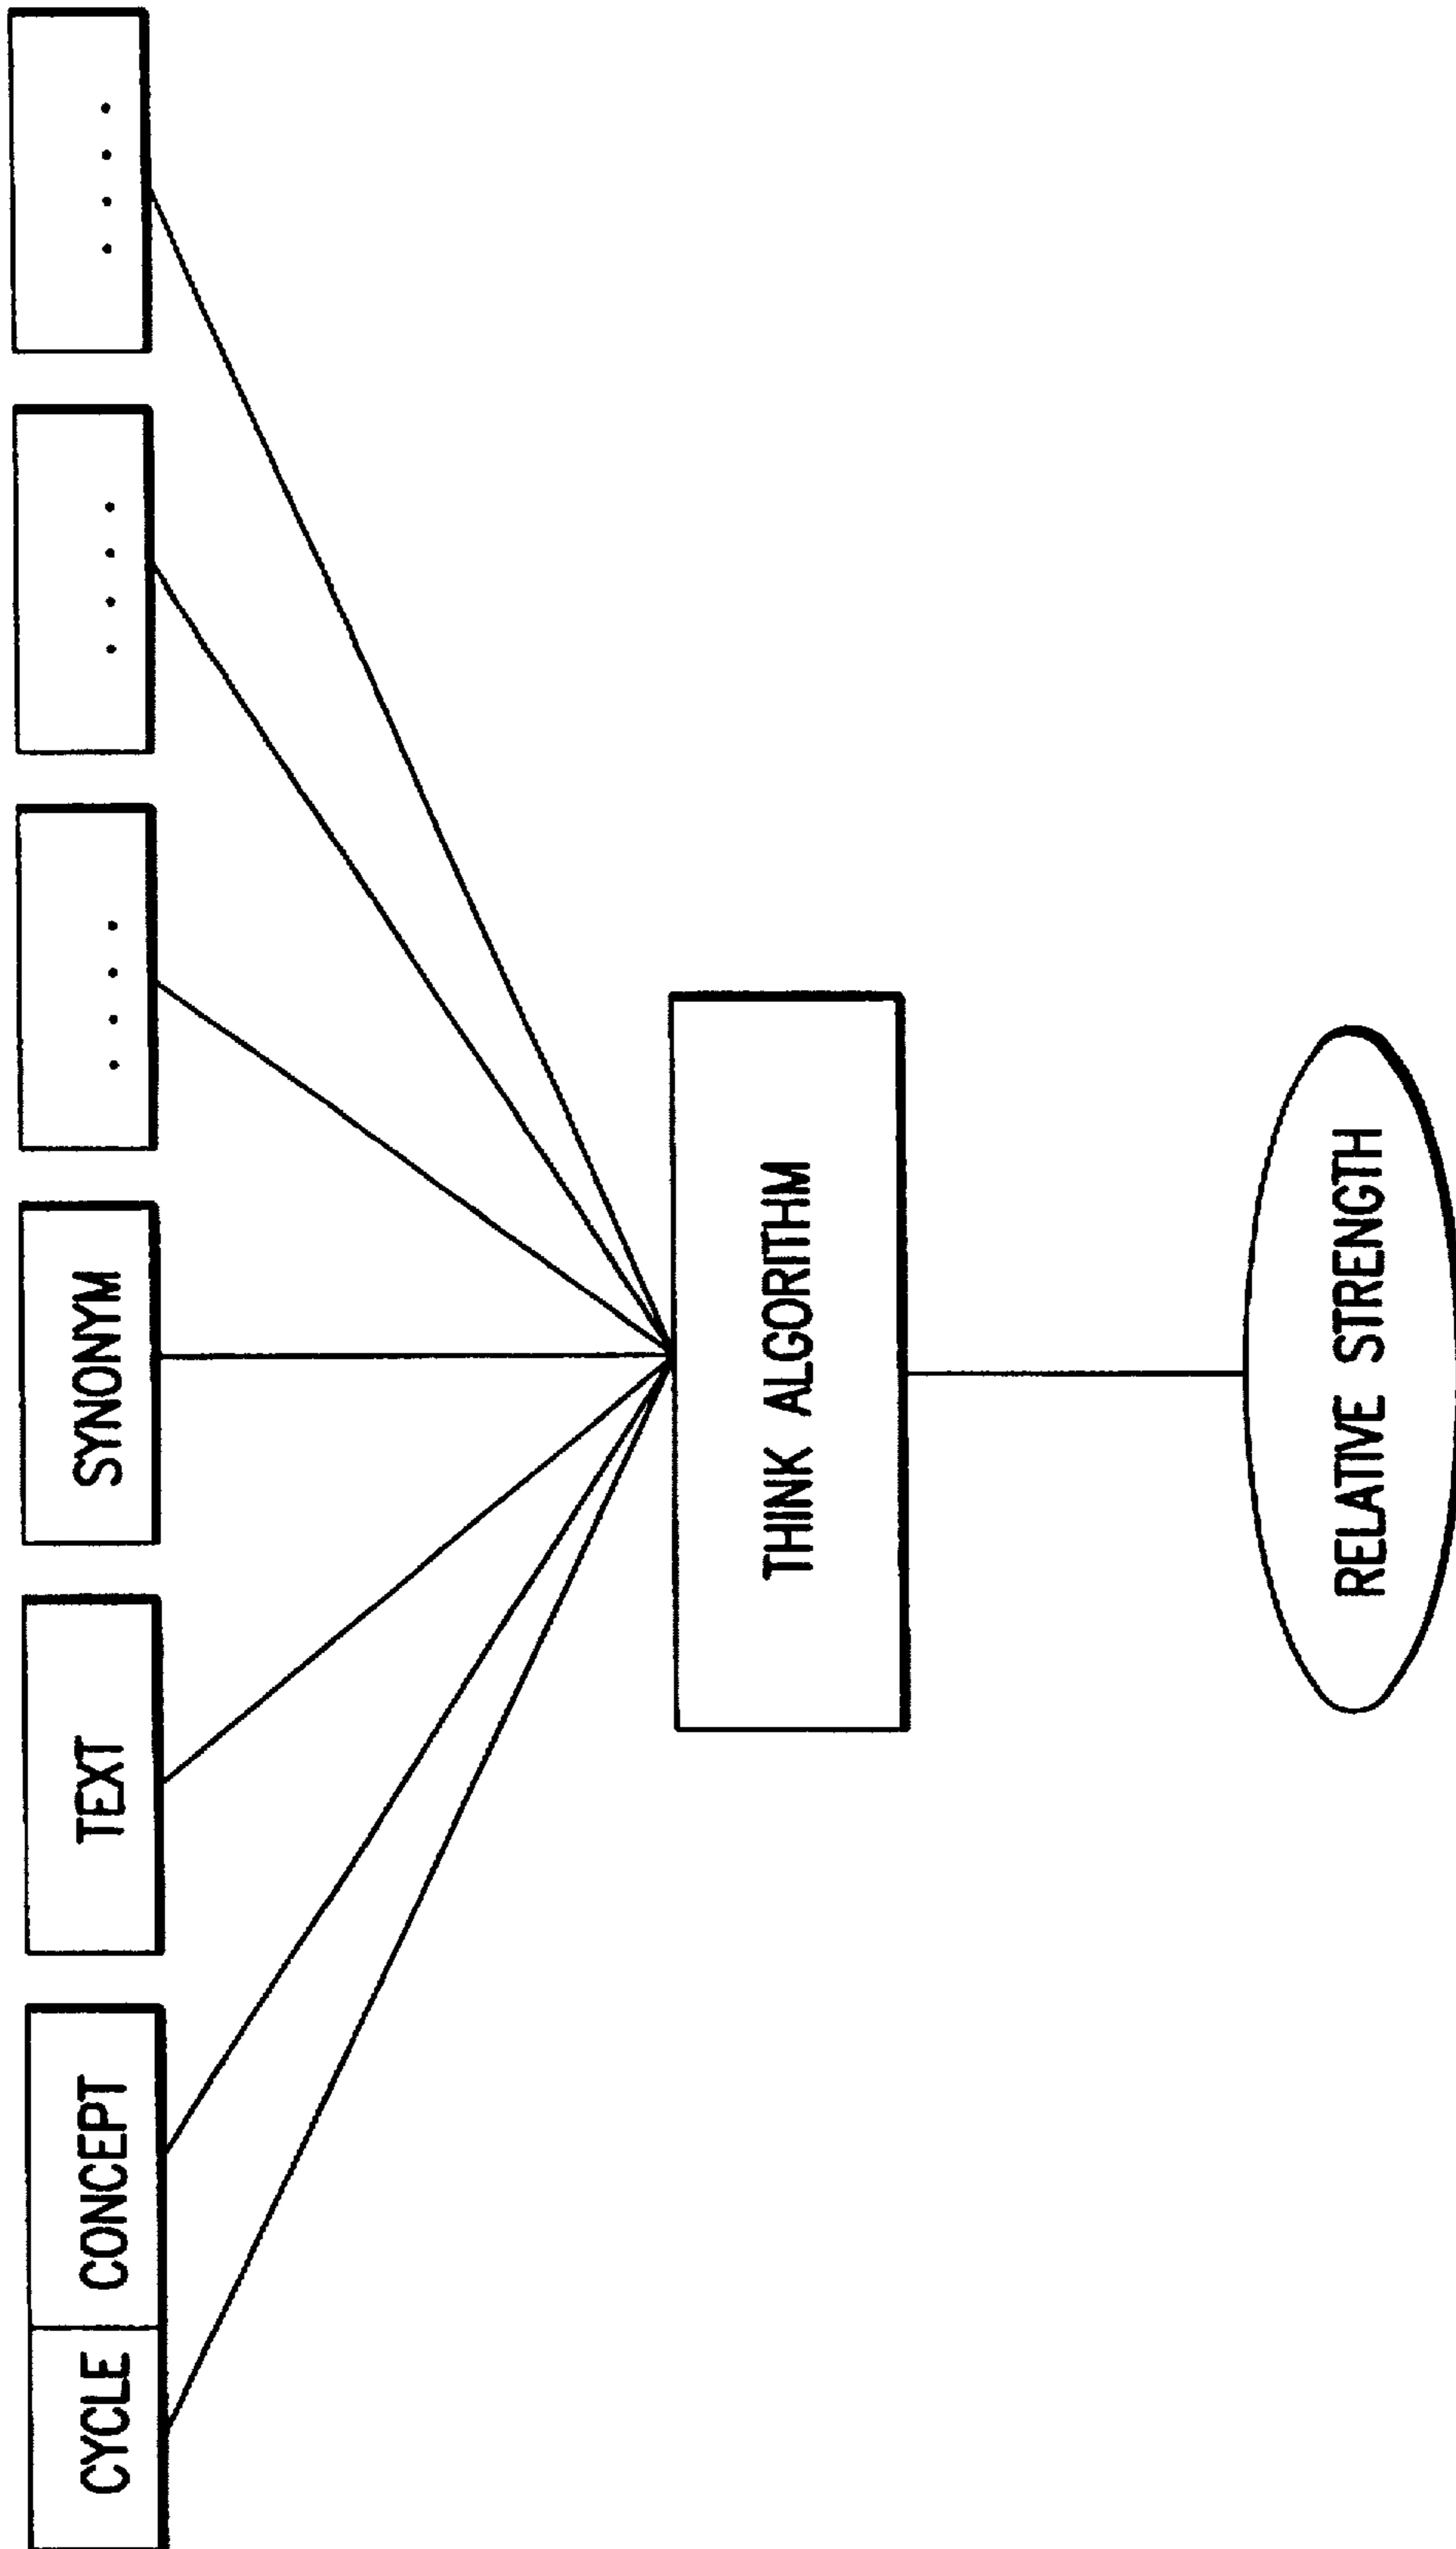 CYCLE
CONCEPT
TEXT
SYNONYM
....
....
....
THINK ALGORITHM
RELATIVE STRENGTH